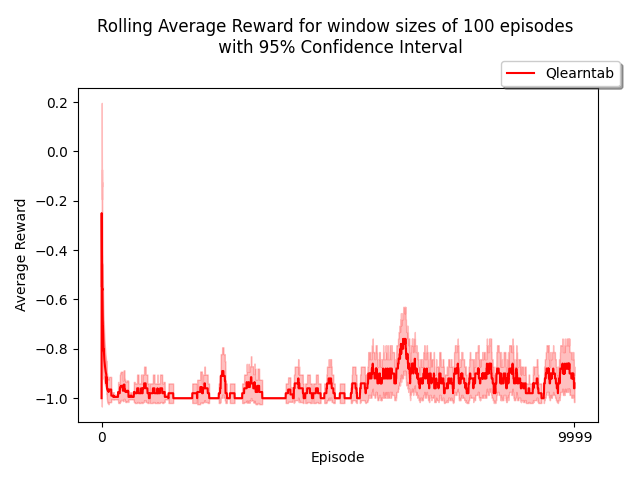 Rolling Average Reward for window sizes of 100 episodes
with 95% Confidence Interval
Qlearntab
0.2
0.0
−0.2
−0.4
−0.6
−0.8
−1.0
Average Reward
0
9999
Episode